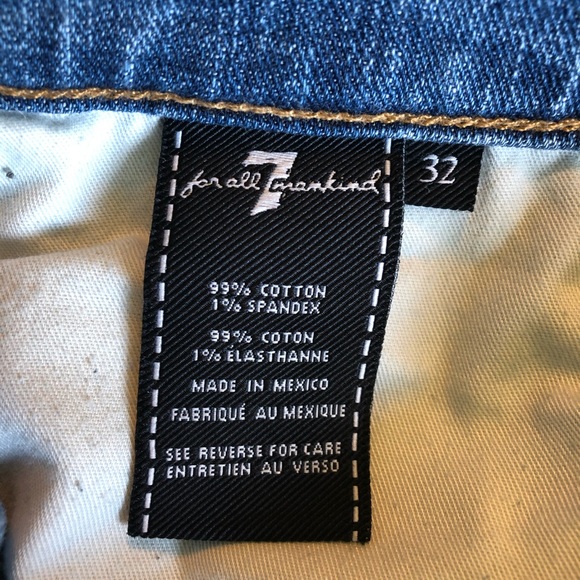 7 for all mankind
32
99% COTTON
1% SPANDEX
99% COTON
1% ÉLASTHANNE
MADE IN MEXICO
FABRIQUÉ AU MEXIQUE
SEE REVERSE FOR CARE
ENTRETIEN AU VERSO